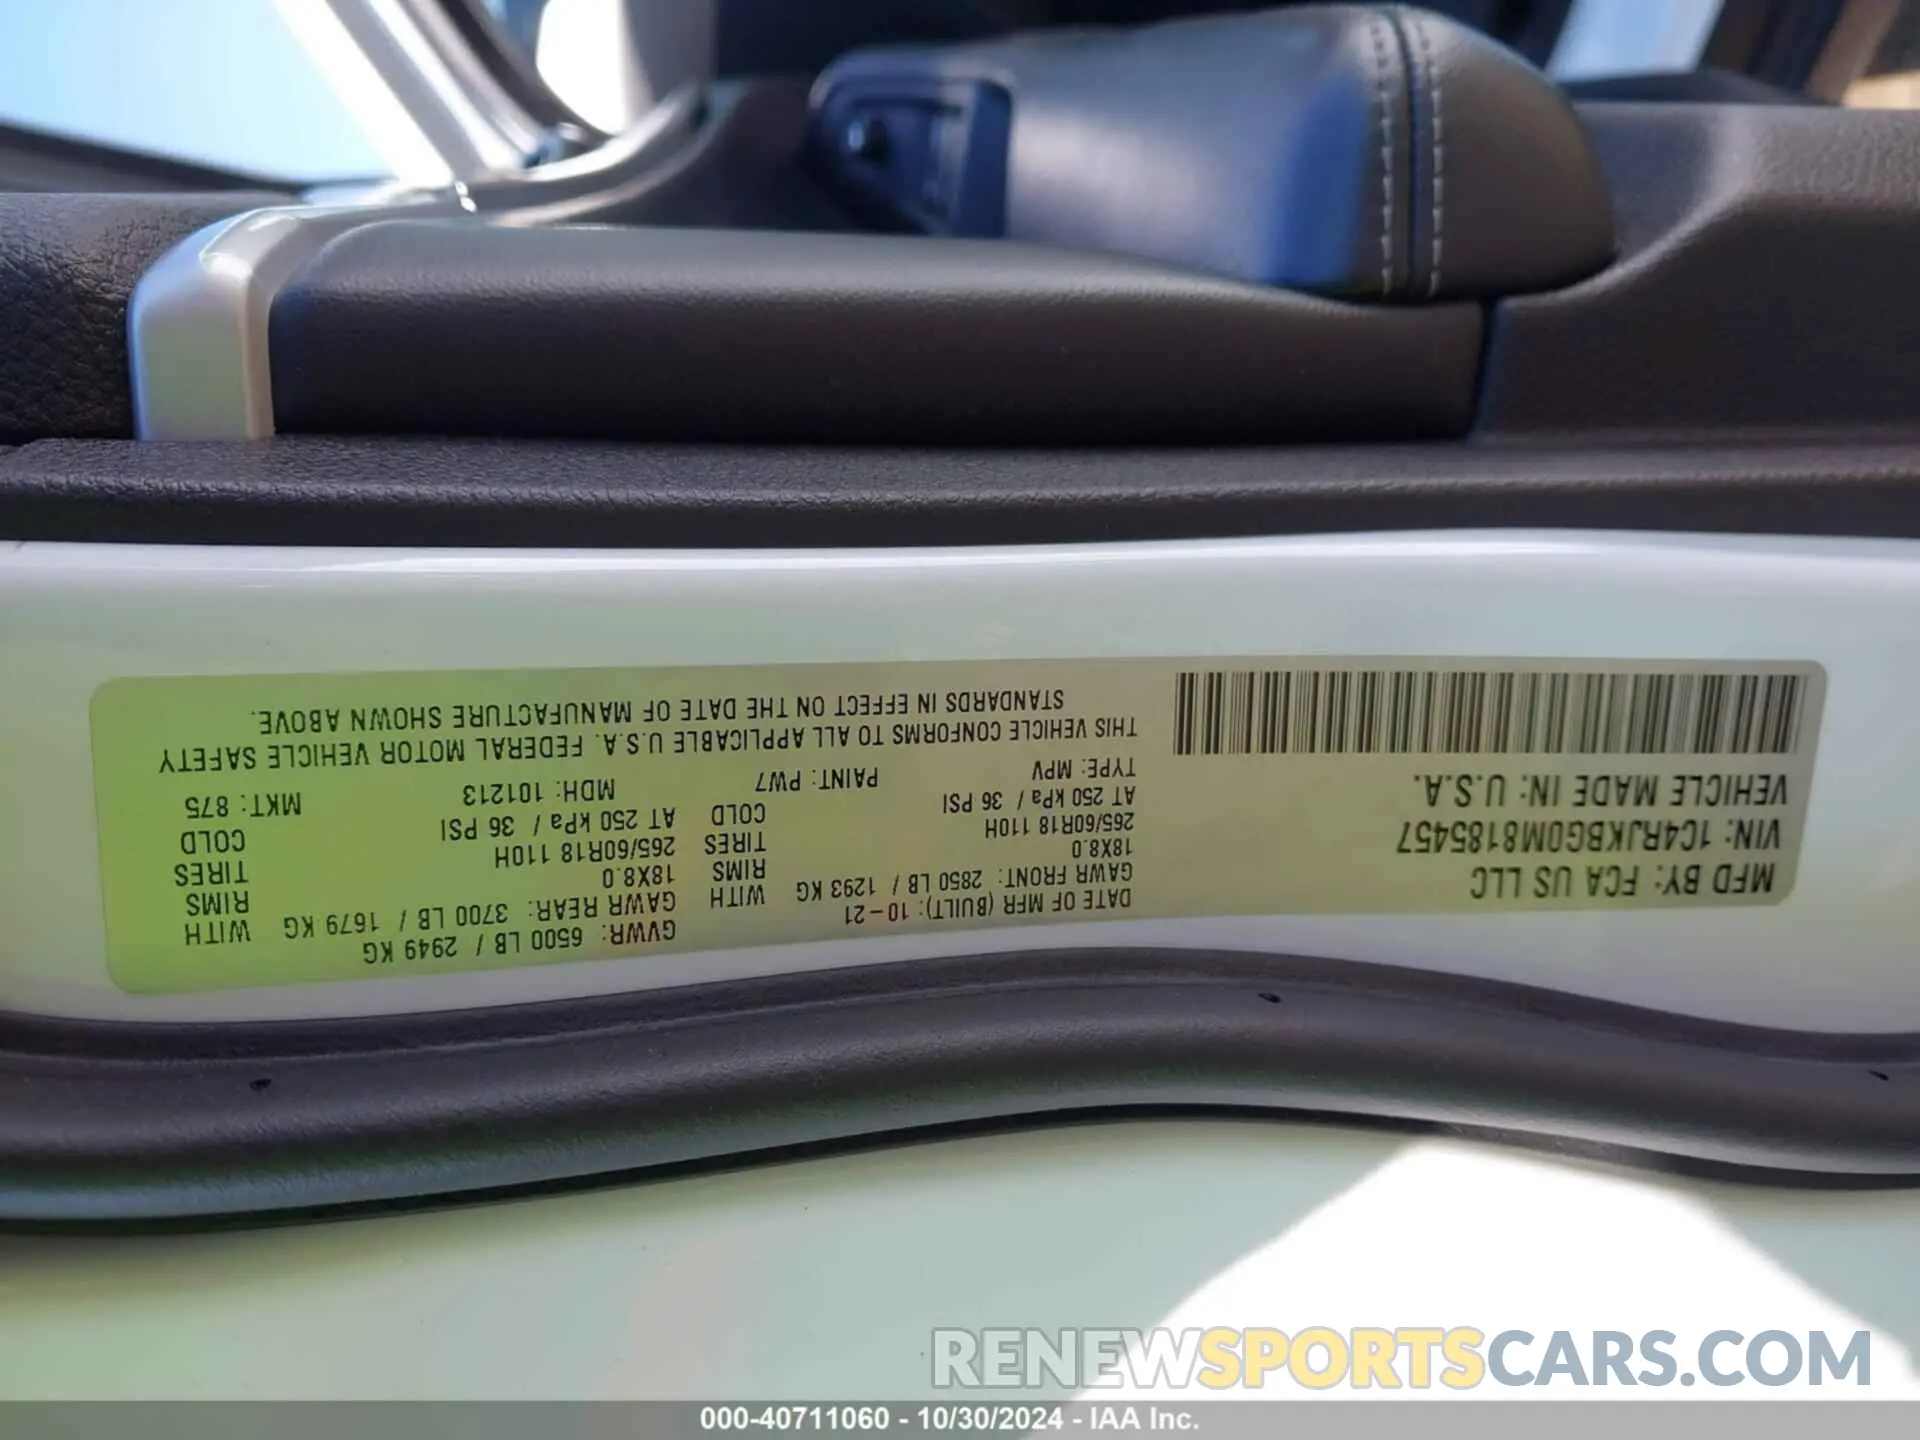 MFD BY: FCA US LLC
VIN: 1C4RJKBG0M8185457
VEHICLE MADE IN: U.S.A.
DATE OF MFR (BUILT): 10-21
GAWR FRONT: 2850 LB / 1293 KG WITH
18X8.0 RIMS
265/60R18 110H TIRES
AT 250 kPa / 36 PSI COLD
GVWR: 6500 LB / 2949 KG
GAWR REAR: 3700 LB / 1679 KG WITH
18X8.0 RIMS
265/60R18 110H TIRES
AT 250 kPa / 36 PSI COLD
TYPE: MPV PAINT: PW7 MDH: 101213 MKT: 875
THIS VEHICLE CONFORMS TO ALL APPLICABLE U.S.A. FEDERAL MOTOR VEHICLE SAFETY
STANDARDS IN EFFECT ON THE DATE OF MANUFACTURE SHOWN ABOVE.
RENEWSPORTSCARS.COM
000-40711060 - 10/30/2024 - IAA Inc.